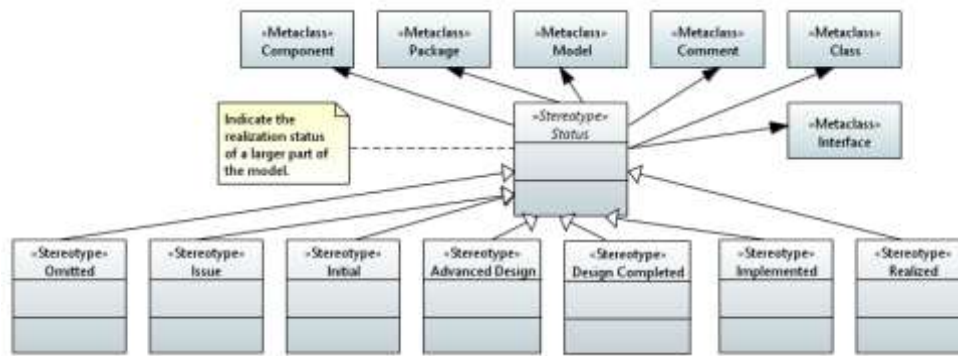 «Metaclass»
Component
«Metaclass»
Package
«Metaclass»
Model
«Metaclass»
Comment
«Metaclass»
Class
Indicate the
realization status
of a larger part of
the model.
«Stereotype»
Status
«Metaclass»
Interface
«Stereotype»
Omitted
«Stereotype»
Issue
«Stereotype»
Initial
«Stereotype»
Advanced Design
«Stereotype»
Design Completed
«Stereotype»
Implemented
«Stereotype»
Realized